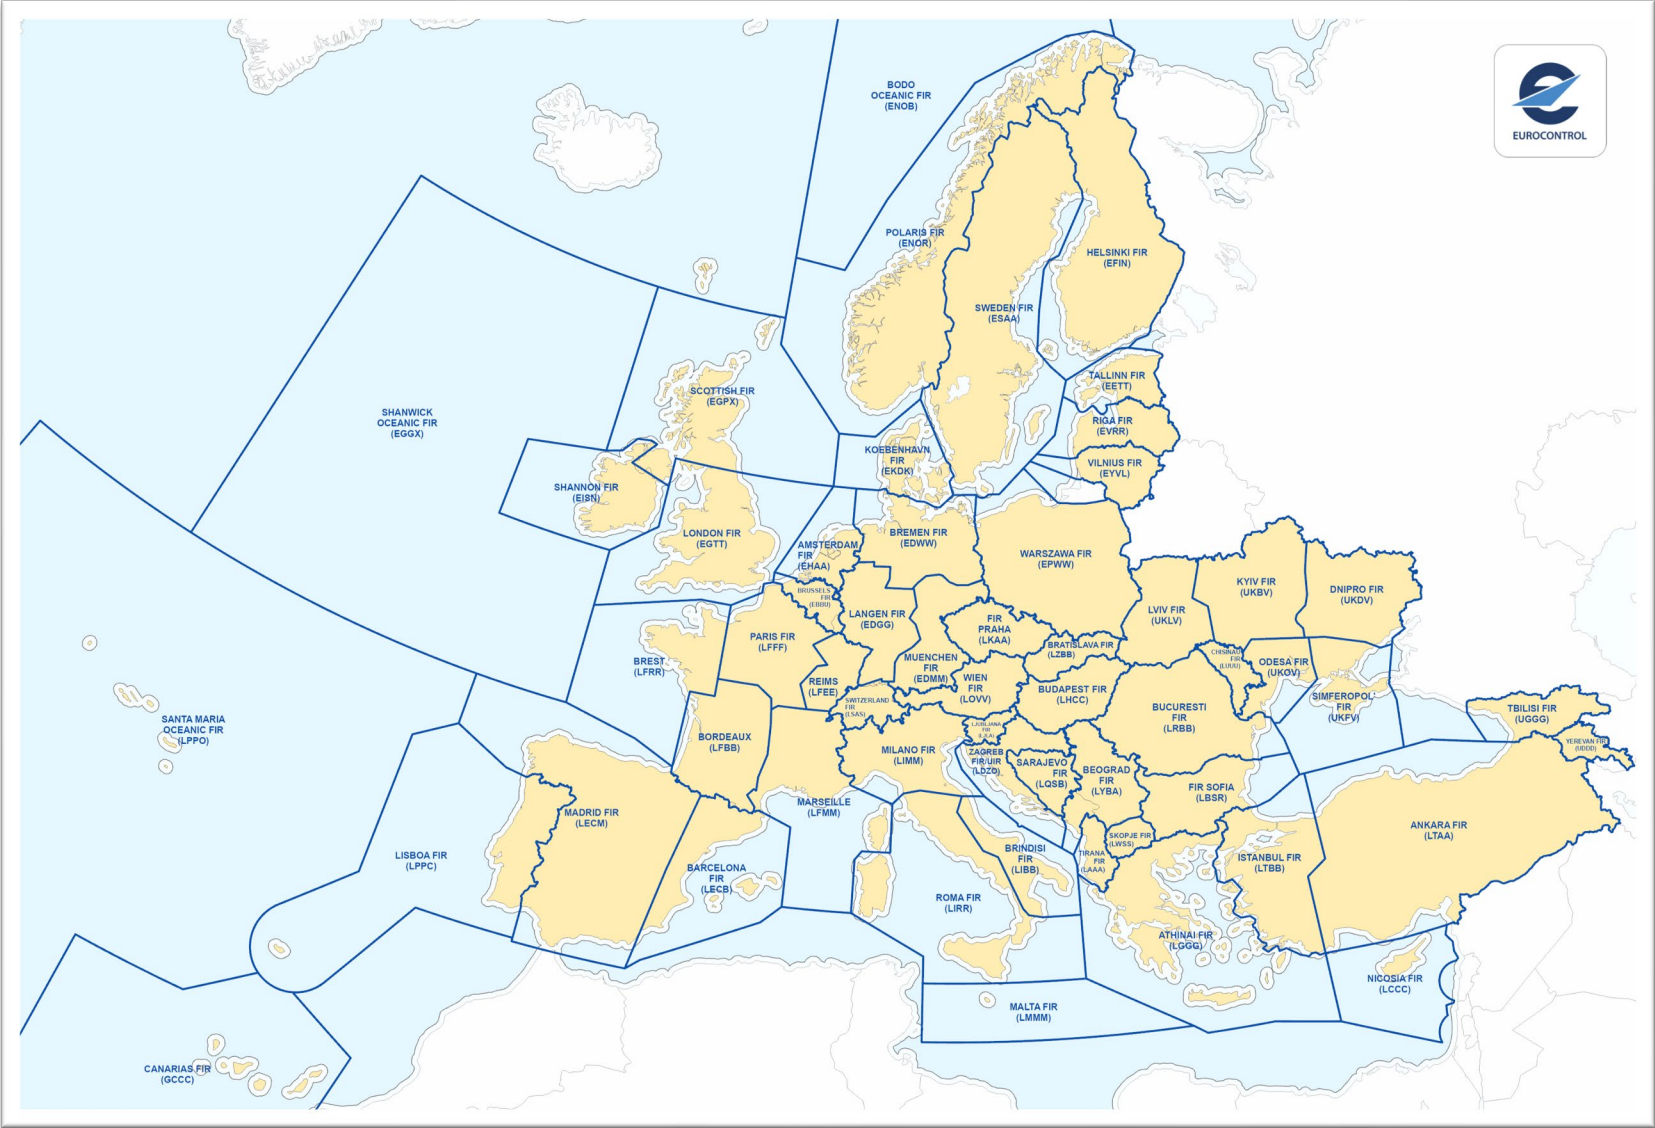 BODO
OCEANIC FIR
(ENOB)
EUROCONTROL
POLARIS FIR
(ENOR)
HELSINKI FIR
(EFIN)
SWEDEN FIR
(ESAA)
TALLINN FIR
(EETT)
SCOTTISH FIR
(EGPX)
SHANWICK
OCEANIC FIR
(EGGX)
RIGA FIR
(EVRR)
KOEBENHAVN
FIR
(EKDK)
VILNIUS FIR
(EYVL)
SHANNON FIR
(EISN)
LONDON FIR
(EGTT)
BREMEN FIR
(EDWW)
AMSTERDAM
FIR
(EHAA)
WARSZAWA FIR
(EPWW)
KYIV FIR
(UKBV)
DNIPRO FIR
(UKDV)
BRUSSELS
FIR
(EBBU)
LANGEN FIR
(EDGG)
LVIV FIR
(UKLV)
FIR
PRAHA
(LKAA)
PARIS FIR
(LFFF)
BRATISLAVA FIR
(LZBB)
CHISINAU
FIR
(LUUU)
ODESA FIR
(UKOV)
BREST
(LFRR)
MUENCHEN
FIR
(EDMM)
WIEN
FIR
(LOVV)
REIMS
(LFEE)
BUDAPEST FIR
(LHCC)
SIMFEROPOL'
FIR
(UKFV)
SWITZERLAND
FIR
(LSAS)
BUCURESTI
FIR
(LRBB)
TBILISI FIR
(UGGG)
SANTA MARIA
OCEANIC FIR
(LPPO)
LJUBLJANA
FIR
(LJLA)
BORDEAUX
(LFBB)
MILANO FIR
(LIMM)
YEREVAN FIR
(UDDD)
ZAGREB
FIR/UIR
(LDZO)
SARAJEVO
FIR
(LQSB)
BEOGRAD
FIR
(LYBA)
FIR SOFIA
(LBSR)
MARSEILLE
(LFMM)
MADRID FIR
(LECM)
ANKARA FIR
(LTAA)
SKOPJE FIR
(LWSS)
LISBOA FIR
(LPPC)
BRINDISI
FIR
(LIBB)
TIRANA
FIR
(LAAA)
ISTANBUL FIR
(LTBB)
BARCELONA
FIR
(LECB)
ROMA FIR
(LIRR)
ATHINAI FIR
(LGGG)
NICOSIA FIR
(LCCC)
MALTA FIR
(LMMM)
CANARIAS FIR
(GCCC)